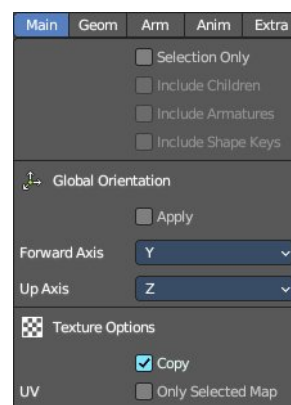 Main Geom Arm Anim Extra
Selection Only
Include Children
Include Armatures
Include Shape Keys
Global Orientation
Apply
Forward Axis Y
Up Axis Z
Texture Options
Copy
UV Only Selected Map